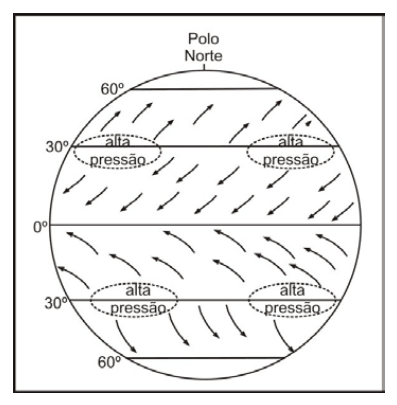 Polo
Norte
60º
30º
alta
pressão
alta
pressão
0º
30º
alta
pressão
alta
pressão
60º